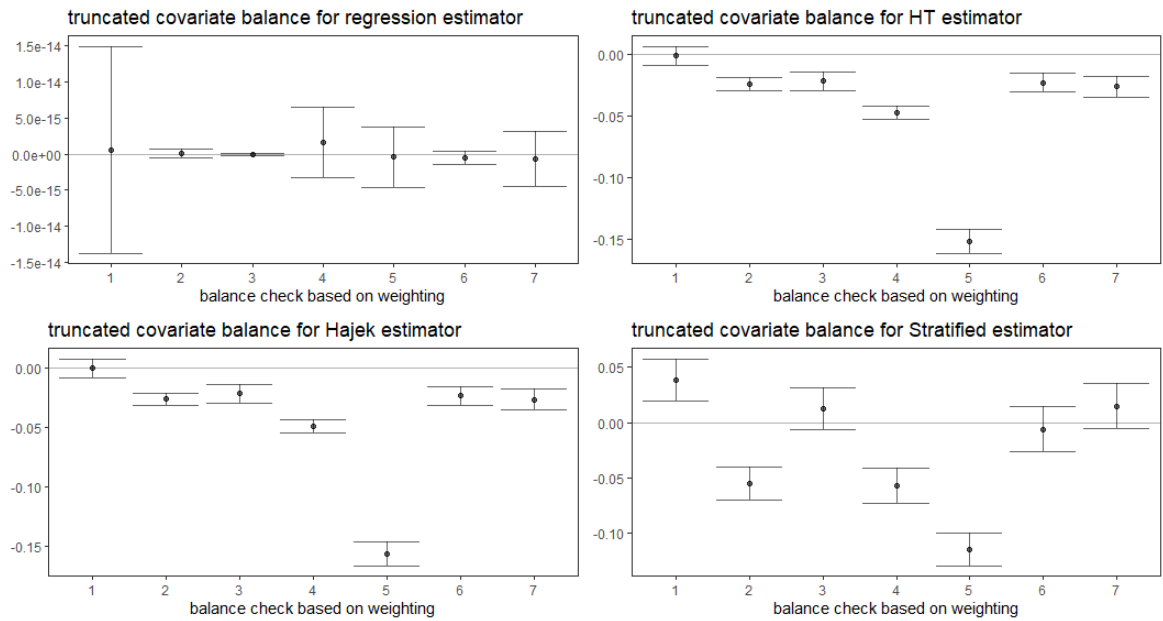 truncated covariate balance for regression estimator
1.5e-14
1.0e-14
5.0e-15
0.0e+00
-5.0e-15
-1.0e-14
-1.5e-14
1 2 3 4 5 6 7
balance check based on weighting
truncated covariate balance for HT estimator
0.00
-0.05
-0.10
-0.15
1 2 3 4 5 6 7
balance check based on weighting
truncated covariate balance for Hajek estimator
0.00
-0.05
-0.10
-0.15
1 2 3 4 5 6 7
balance check based on weighting
truncated covariate balance for Stratified estimator
0.05
0.00
-0.05
-0.10
1 2 3 4 5 6 7
balance check based on weighting